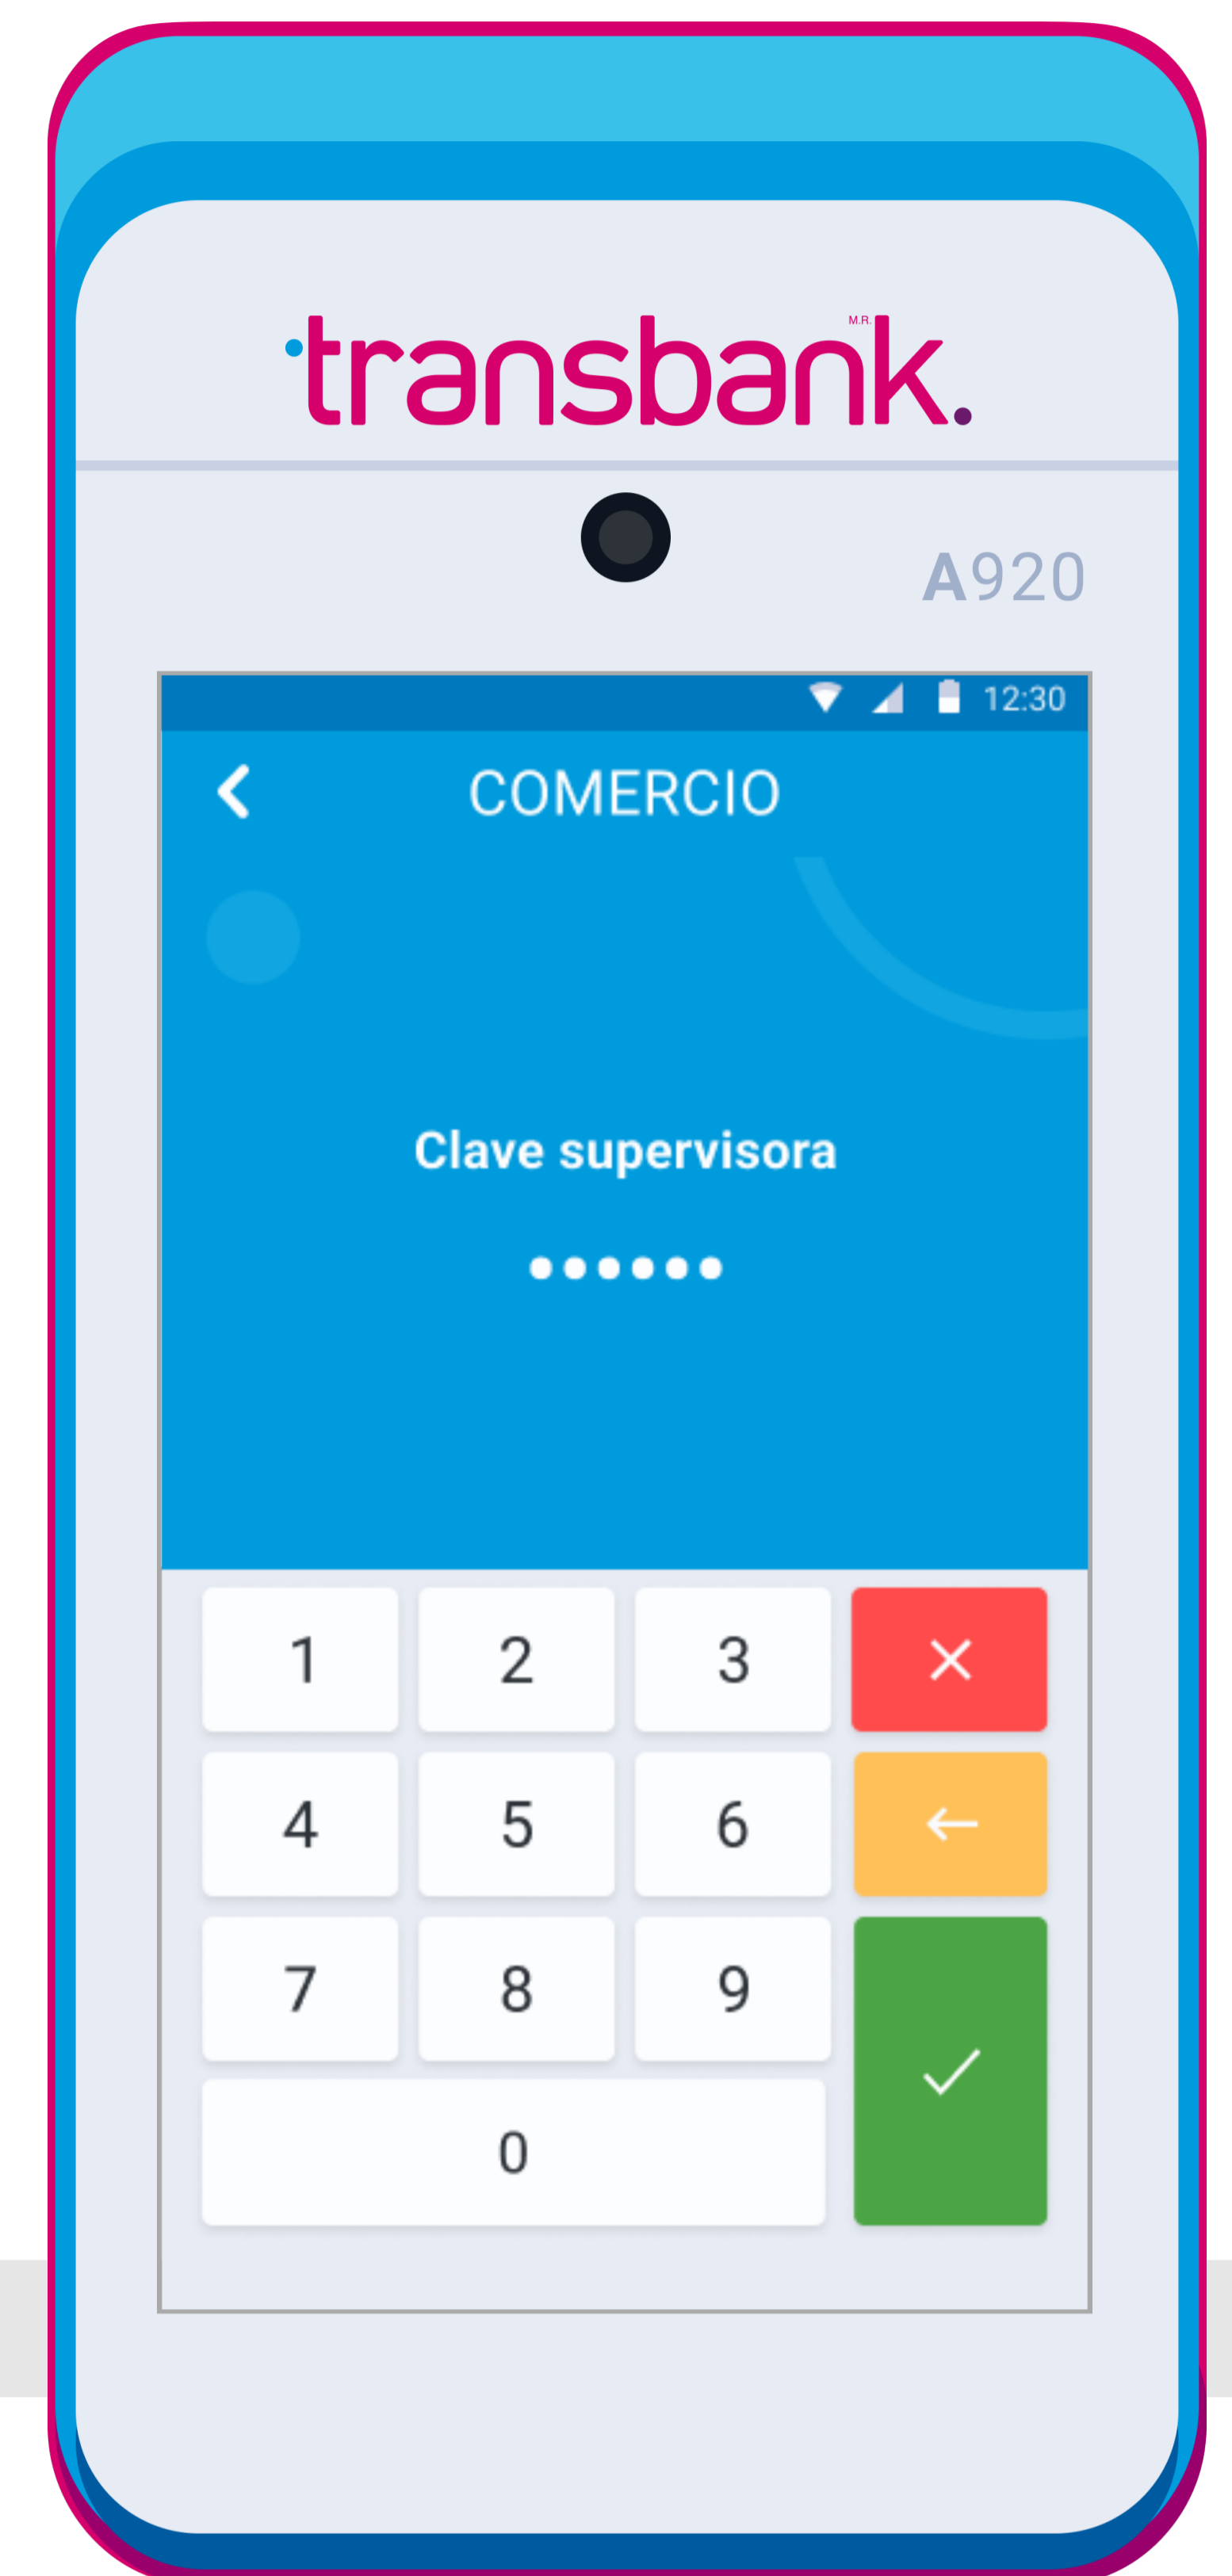 transbank.
M.R.
A920
12:30
COMERCIO
Clave supervisora
1 2 3
4 5 6
7 8 9
0